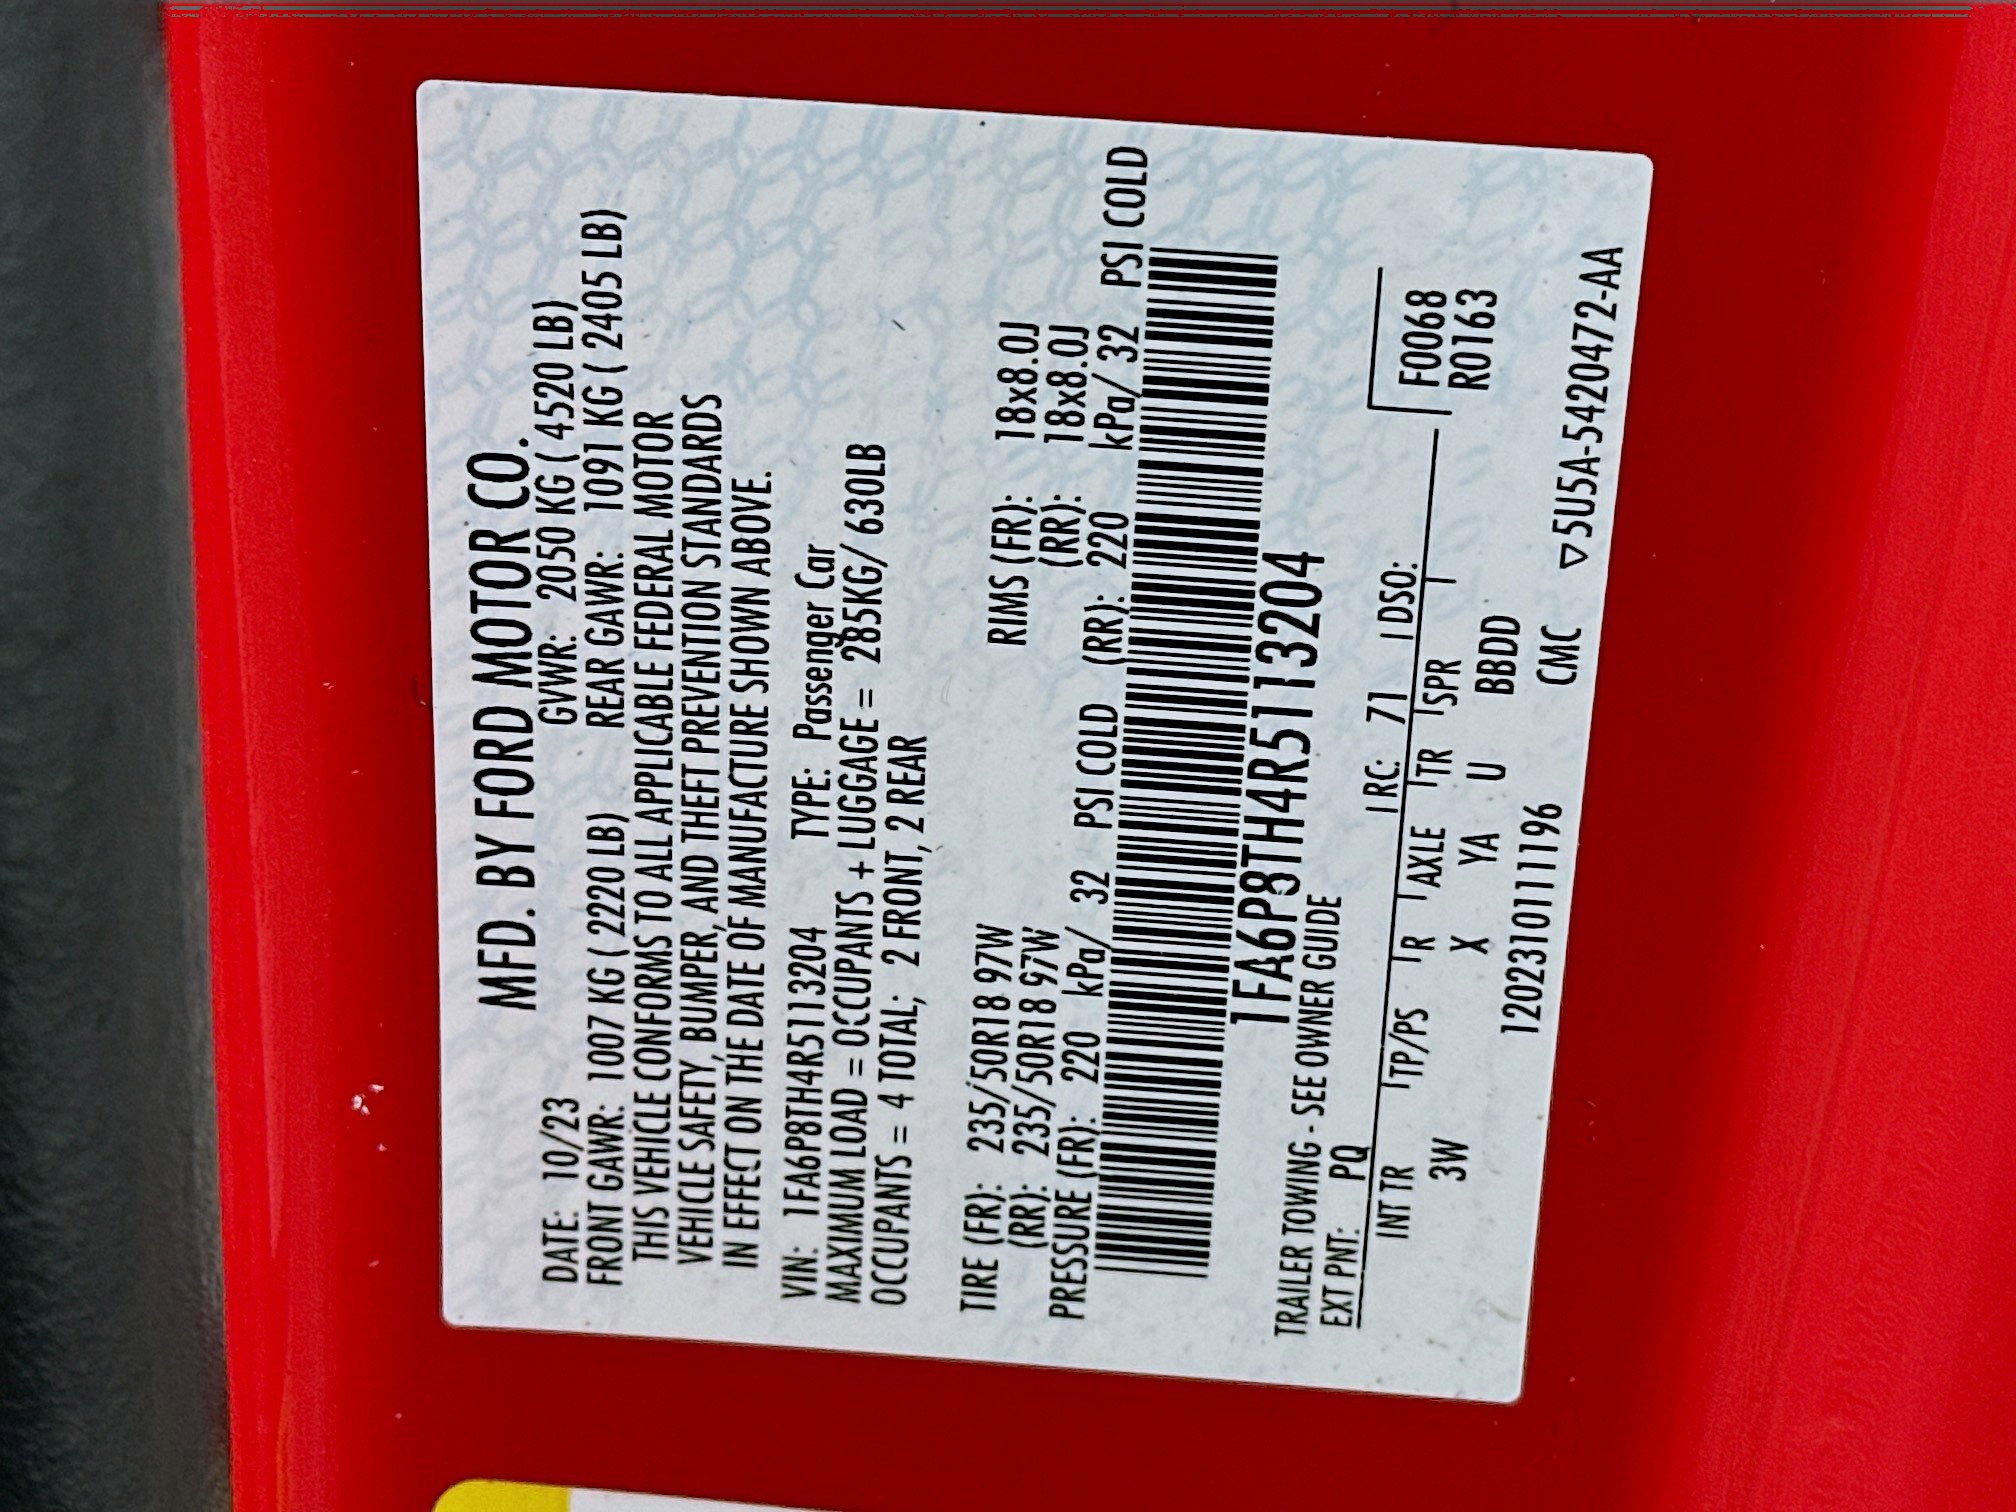 MFD. BY FORD MOTOR CO.
DATE: 10/23 GVWR: 2050 KG ( 4520 LB)
FRONT GAWR: 1007 KG ( 2220 LB) REAR GAWR: 1091 KG ( 2405 LB)
THIS VEHICLE CONFORMS TO ALL APPLICABLE FEDERAL MOTOR
VEHICLE SAFETY, BUMPER, AND THEFT PREVENTION STANDARDS
IN EFFECT ON THE DATE OF MANUFACTURE SHOWN ABOVE.
VIN: 1FA6P8TH4R5113204 TYPE: Passenger Car
MAXIMUM LOAD = OCCUPANTS + LUGGAGE = 285KG/ 630LB
OCCUPANTS = 4 TOTAL; 2 FRONT, 2 REAR
TIRE (FR): 235/50R18 97W RIMS (FR): 18x8.0J
(RR): 235/50R18 97W (RR): 18x8.0J
PRESSURE (FR): 220 kPa/ 32 PSI COLD (RR): 220 kPa/ 32 PSI COLD
1FA6P8TH4R5113204
TRAILER TOWING - SEE OWNER GUIDE
EXT PNT: PQ RC: 71 DSO:
INT TR TP/PS R AXLE TR SPR F0068
3W X YA U BBDD R0163
12023101111196 CMC ▽5U5A-5420472-AA